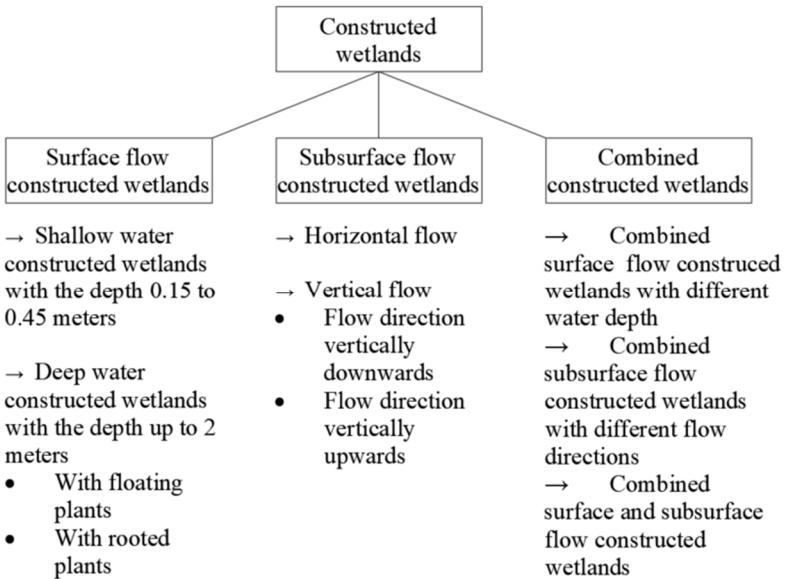 Constructed
wetlands
Surface flow
constructed wetlands
Subsurface flow
constructed wetlands
Combined
constructed wetlands
→ Shallow water
constructed wetlands
with the depth 0.15 to
0.45 meters
→ Deep water
constructed wetlands
with the depth up to 2
meters
• With floating
plants
• With rooted
plants
→ Horizontal flow
→ Vertical flow
• Flow direction
vertically
downwards
• Flow direction
vertically
upwards
→ Combined
surface flow construced
wetlands with different
water depth
→ Combined
subsurface flow
constructed wetlands
with different flow
directions
→ Combined
surface and subsurface
flow constructed
wetlands